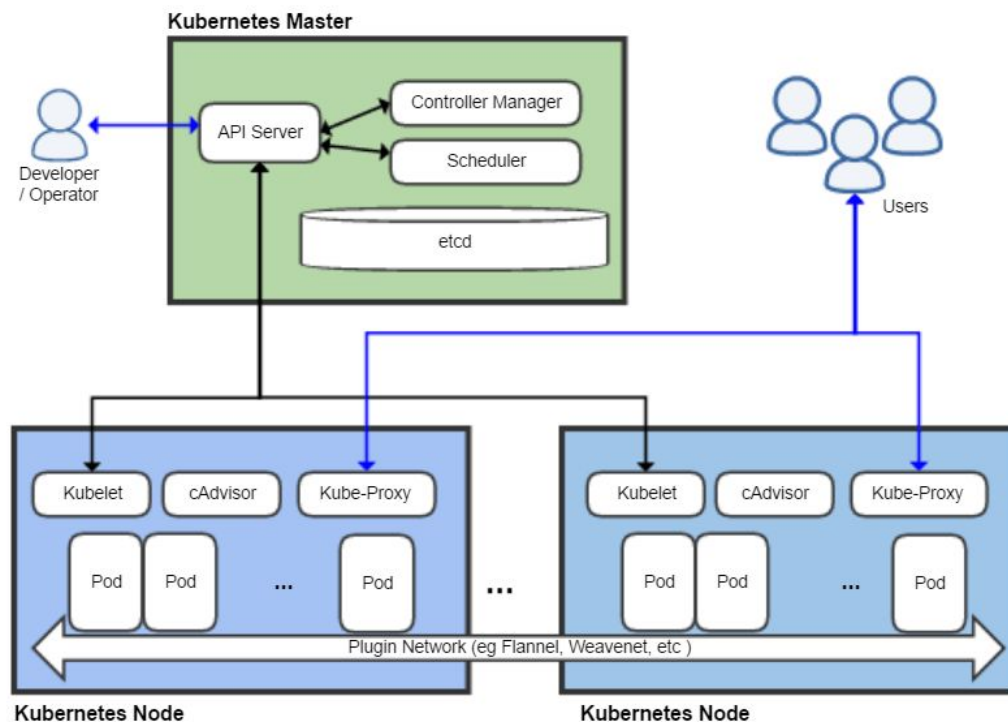 Kubernetes Master
API Server
Controller Manager
Scheduler
etcd
Developer
/ Operator
Users
Kubelet
cAdvisor
Kube-Proxy
Pod
Pod
...
Pod
...
Kubelet
cAdvisor
Kube-Proxy
Pod
Pod
...
Pod
Plugin Network (eg Flannel, Weavenet, etc )
Kubernetes Node
Kubernetes Node